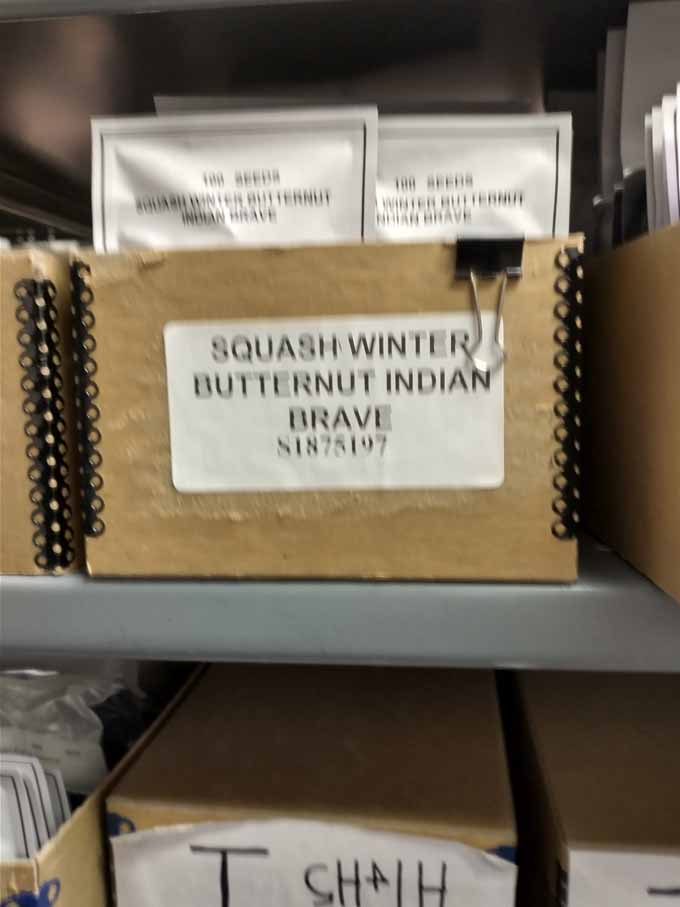 100 SEEDS
SQUASH WINTER BUTTERNUT
INDIAN BRAVE
100 SEEDS
WINTER BUTTERNUT
INDIAN BRAVE
SQUASH WINTER
BUTTERNUT INDIAN
BRAVE
S1875197